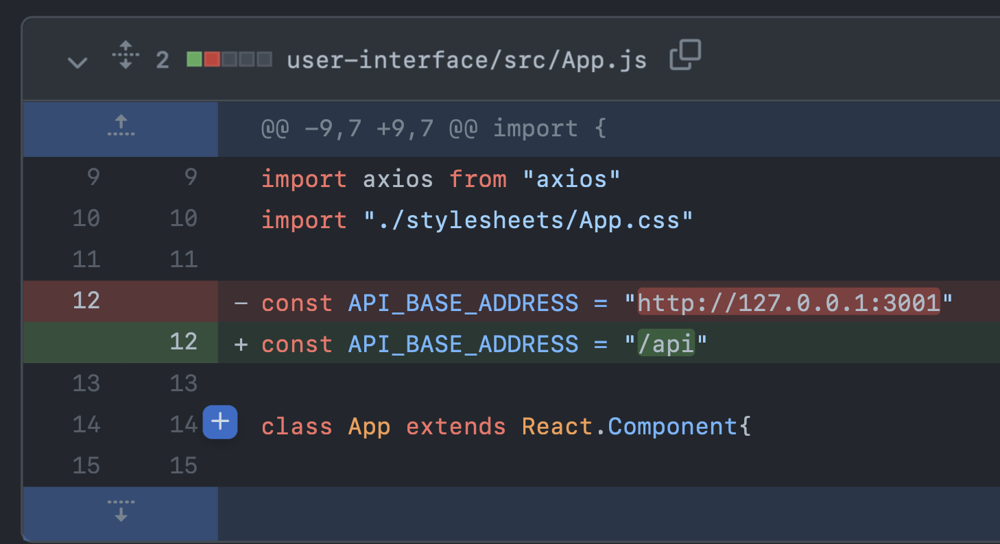 2 user-interface/src/App.js
@@ -9,7 +9,7 @@ import {
9 9 import axios from "axios"
10 10 import "./stylesheets/App.css"
11 11
12 - const API_BASE_ADDRESS = "http://127.0.0.1:3001"
12 + const API_BASE_ADDRESS = "/api"
13 13
14 14 class App extends React.Component{
15 15